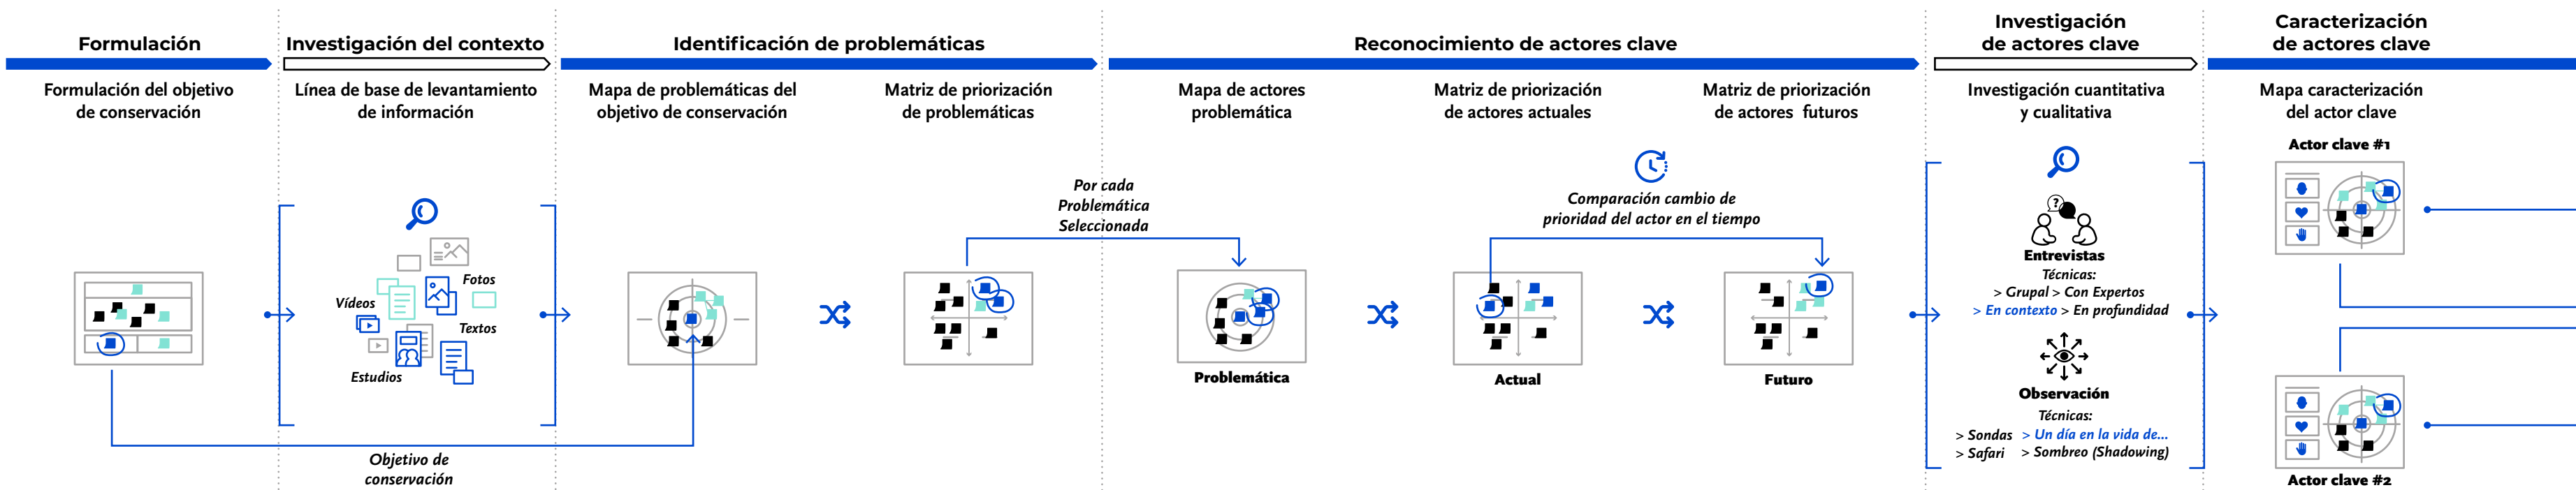 Formulación
Formulación del objetivo
de conservación
Investigación del contexto
Línea de base de levantamiento
de información
Fotos
Vídeos
Textos
Estudios
Objetivo de
conservación
Identificación de problemáticas
Mapa de problemáticas del
objetivo de conservación
Matriz de priorización
de problemáticas
Por cada
Problemática
Seleccionada
Reconocimiento de actores clave
Mapa de actores
problemática
Problemática
Matriz de priorización
de actores actuales
Actual
Comparación cambio de
prioridad del actor en el tiempo
Matriz de priorización
de actores futuros
Futuro
Investigación
de actores clave
Investigación cuantitativa
y cualitativa
?
Entrevistas
Técnicas:
> Grupal > Con Expertos
> En contexto > En profundidad
Observación
Técnicas:
> Sondas > Un día en la vida de...
> Safari > Sombreo (Shadowing)
Caracterización
de actores clave
Mapa caracterización
del actor clave
Actor clave #1
Actor clave #2